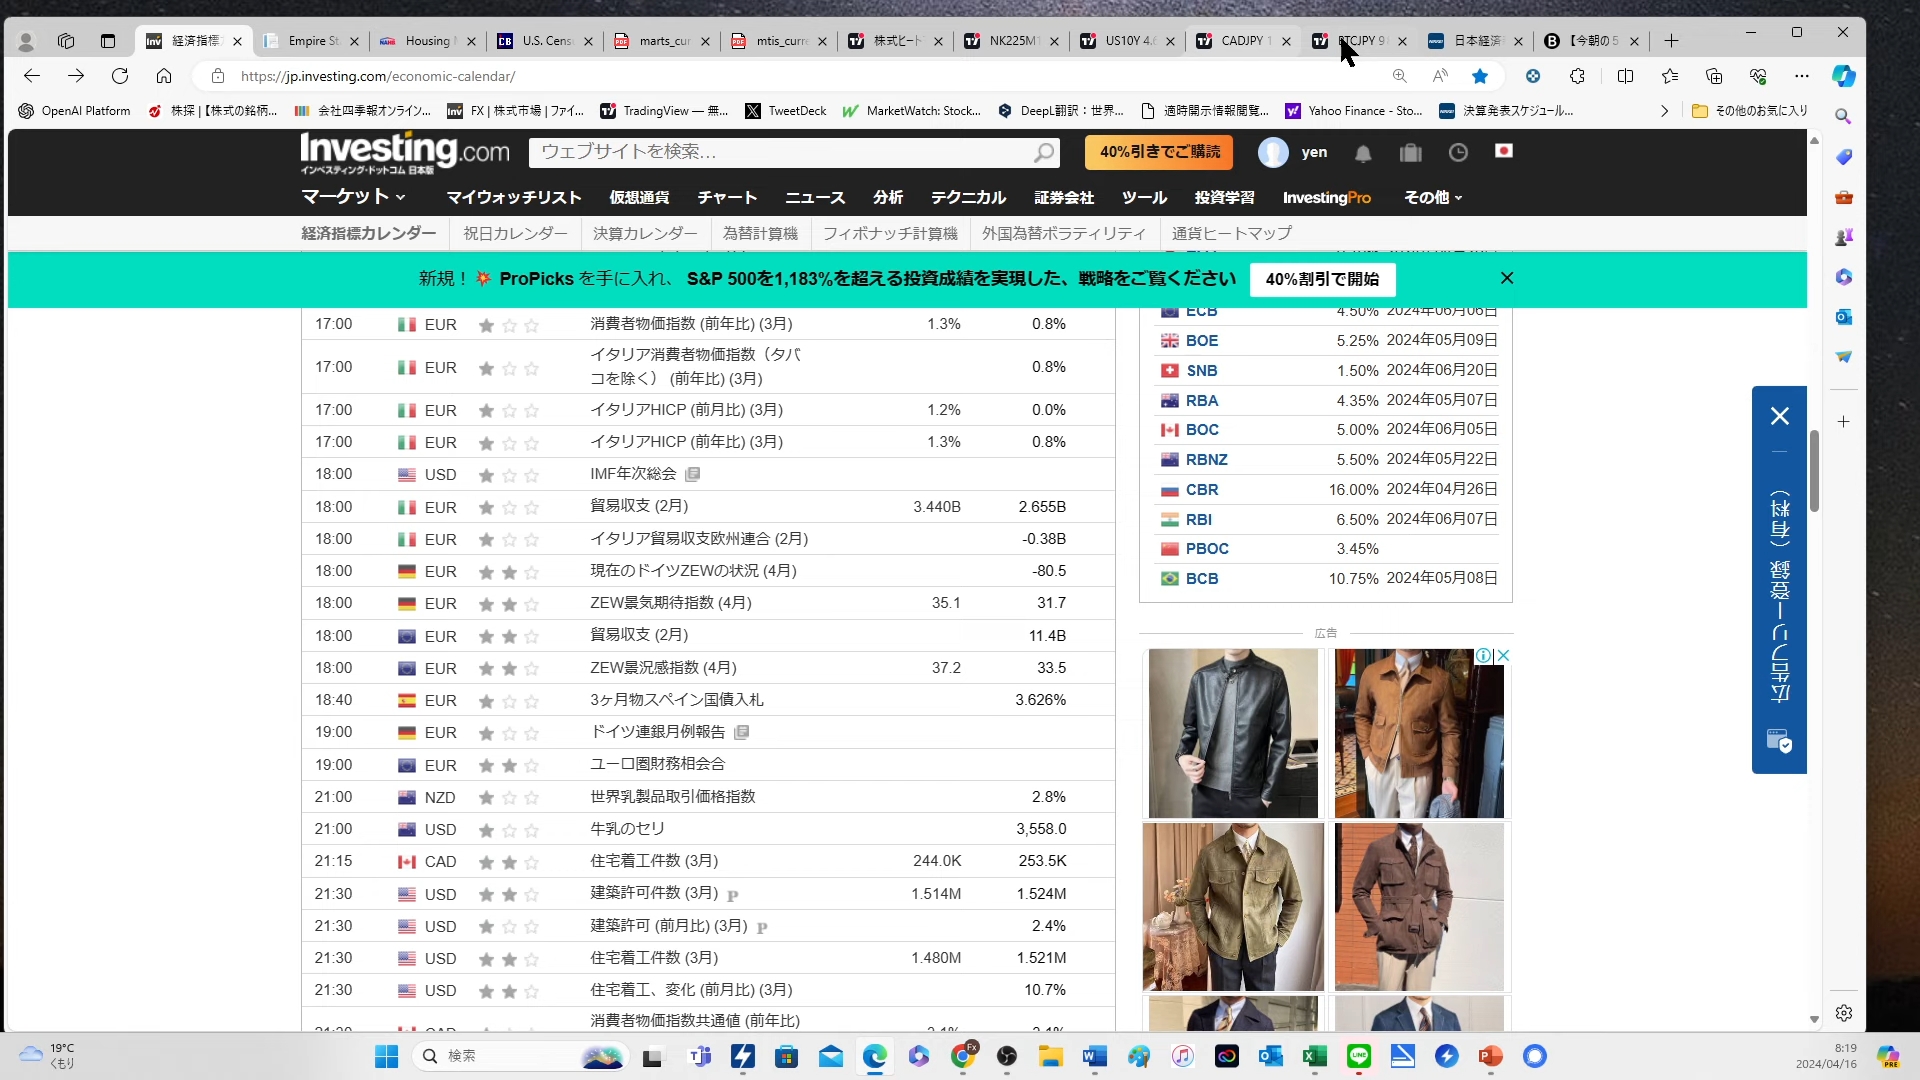 経済指標
Empire St
Housing
U.S. Cens
marts_cur
mtis_curre
株式ヒート
NK225M1
US10Y 4.6
CADJPY 1
BTCJPY 9
日本経済
【今朝の5
https://jp.investing.com/economic-calendar/
OpenAI Platform
株探 | 【株式の銘柄...
会社四季報オンライン...
FX | 株式市場 | ファイ...
TradingView — 無...
TweetDeck
MarketWatch: Stock...
DeepL翻訳：世界...
適時開示情報閲覧...
Yahoo Finance - Sto...
決算発表スケジュール...
その他のお気に入り
Investing.com
インベスティング・ドットコム 日本版
ウェブサイトを検索...
40%引きでご購読
yen
マーケット
マイウォッチリスト
仮想通貨
チャート
ニュース
分析
テクニカル
証券会社
ツール
投資学習
InvestingPro
その他
経済指標カレンダー
祝日カレンダー
決算カレンダー
為替計算機
フィボナッチ計算機
外国為替ボラティリティ
通貨ヒートマップ
新規！ ProPicks を手に入れ、 S&P 500を1,183%を超える投資成績を実現した、戦略をご覧ください
40%割引で開始
17:00 EUR 消費者物価指数 (前年比) (3月) 1.3% 0.8%
17:00 EUR イタリア消費者物価指数（タバ
コを除く） (前年比) (3月) 0.8%
17:00 EUR イタリアHICP (前月比) (3月) 1.2% 0.0%
17:00 EUR イタリアHICP (前年比) (3月) 1.3% 0.8%
18:00 USD IMF年次総会
18:00 EUR 貿易収支 (2月) 3.440B 2.655B
18:00 EUR イタリア貿易収支欧州連合 (2月) -0.38B
18:00 EUR 現在のドイツZEWの状況 (4月) -80.5
18:00 EUR ZEW景気期待指数 (4月) 35.1 31.7
18:00 EUR 貿易収支 (2月) 11.4B
18:00 EUR ZEW景況感指数 (4月) 37.2 33.5
18:40 EUR 3ヶ月物スペイン国債入札 3.626%
19:00 EUR ドイツ連銀月例報告
19:00 EUR ユーロ圏財務相会合
21:00 NZD 世界乳製品取引価格指数 2.8%
21:00 USD 牛乳のセリ 3,558.0
21:15 CAD 住宅着工件数 (3月) 244.0K 253.5K
21:30 USD 建築許可件数 (3月) P 1.514M 1.524M
21:30 USD 建築許可 (前月比) (3月) P 2.4%
21:30 USD 住宅着工件数 (3月) 1.480M 1.521M
21:30 USD 住宅着工、変化 (前月比) (3月) 10.7%
消費者物価指数共通値 (前年比)
21:30 CAD 3.1% 3.1%
ECB 4.50% 2024年06月06日
BOE 5.25% 2024年05月09日
SNB 1.50% 2024年06月20日
RBA 4.35% 2024年05月07日
BOC 5.00% 2024年06月05日
RBNZ 5.50% 2024年05月22日
CBR 16.00% 2024年04月26日
RBI 6.50% 2024年06月07日
PBOC 3.45%
BCB 10.75% 2024年05月08日
広告
広告フリー登録（有料）
19°C
くもり
検索
8:19
2024/04/16